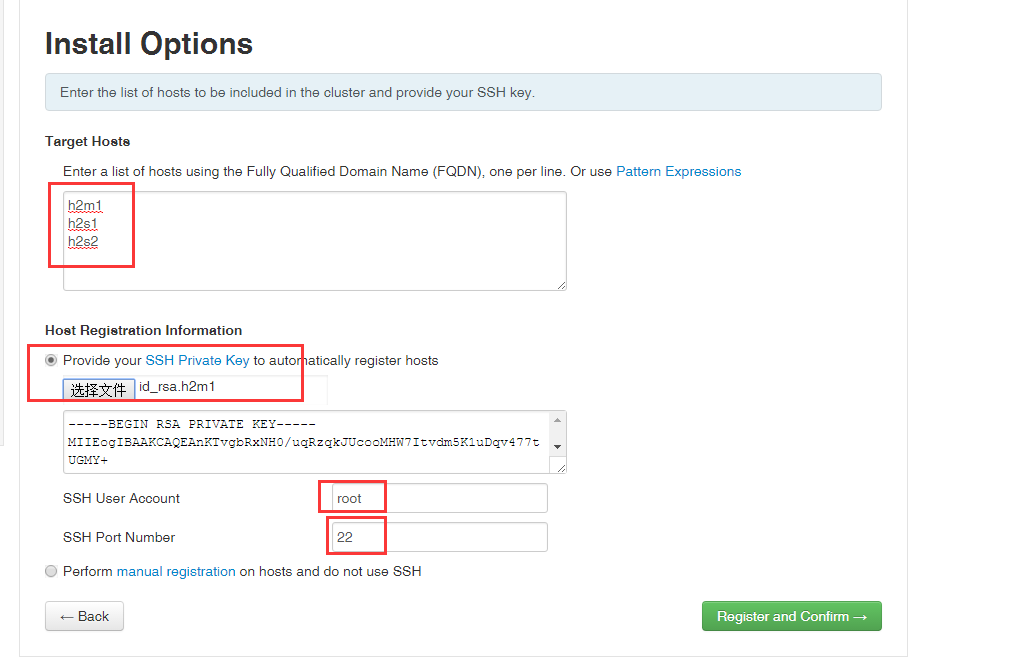 Install Options
Enter the list of hosts to be included in the cluster and provide your SSH key.
Target Hosts
Enter a list of hosts using the Fully Qualified Domain Name (FQDN), one per line. Or use Pattern Expressions
h2m1
h2s1
h2s2
Host Registration Information
Provide your SSH Private Key to automatically register hosts
选择文件 id_rsa.h2m1
-----BEGIN RSA PRIVATE KEY-----
MIIEogIBAAKCAQEAnKTvgbRxNH0/uqRzqkJUcooMHW7Itvdm5K1uDqv477t
UGMY+
SSH User Account root
SSH Port Number 22
Perform manual registration on hosts and do not use SSH
← Back
Register and Confirm →